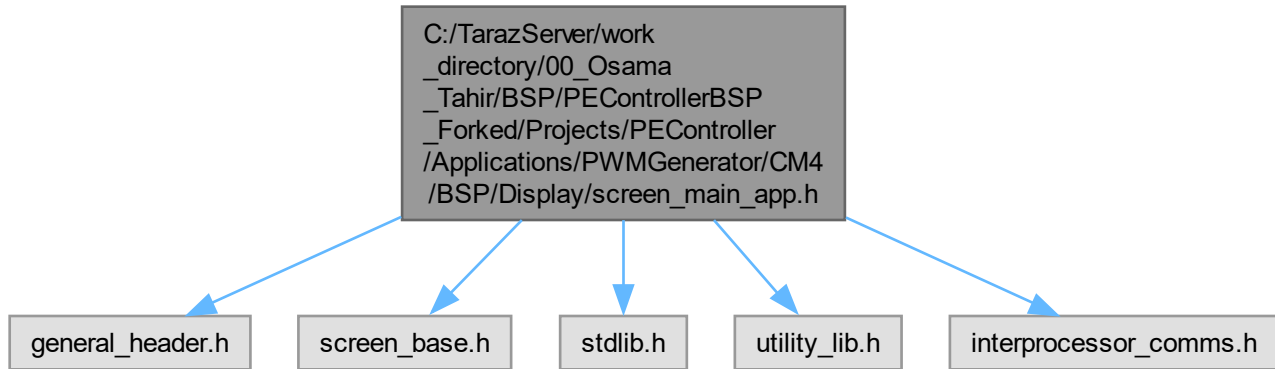 C:/TarazServer/work
_directory/00_Osama
_Tahir/BSP/PEControllerBSP
_Forked/Projects/PEController
/Applications/PWMGenerator/CM4
/BSP/Display/screen_main_app.h
general_header.h
screen_base.h
stdlib.h
utility_lib.h
interprocessor_comms.h